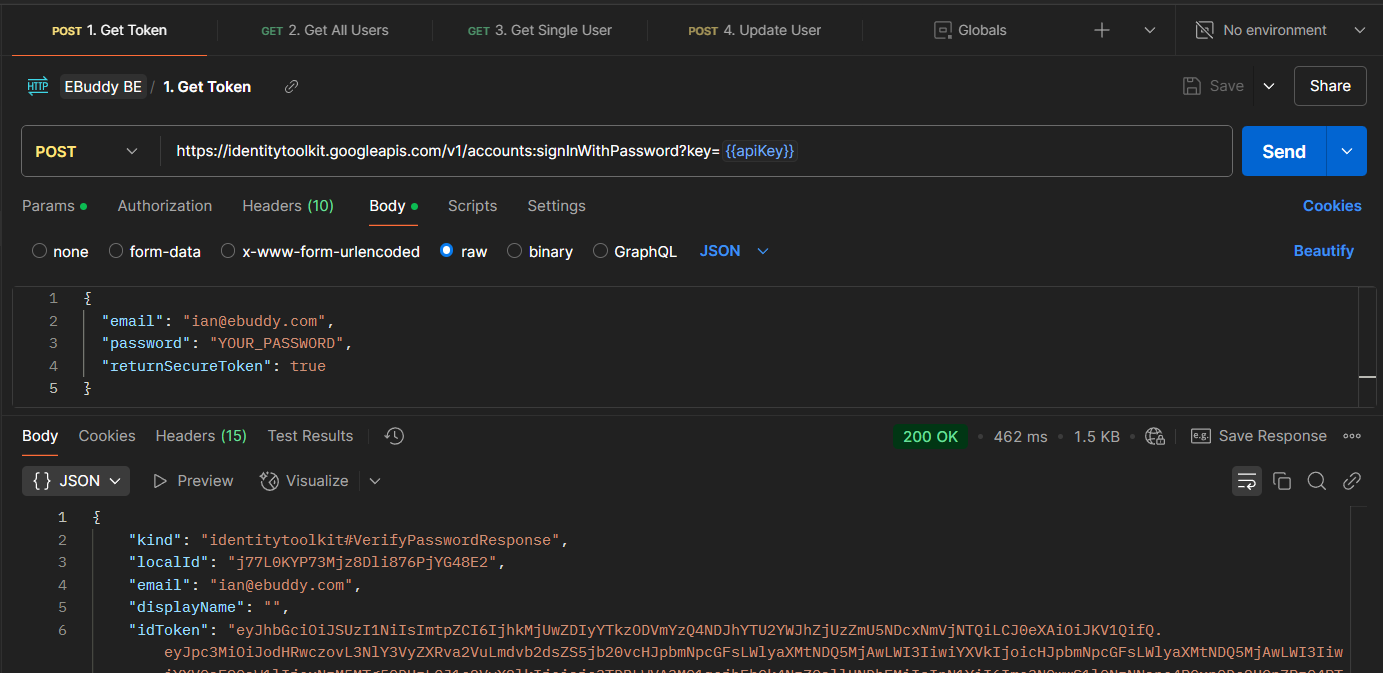 POST 1. Get Token GET 2. Get All Users GET 3. Get Single User POST 4. Update User Globals No environment
HTTP EBuddy BE / 1. Get Token Save Share
POST https://identitytoolkit.googleapis.com/v1/accounts:signInWithPassword?key= {{apiKey}} Send
Params Authorization Headers (10) Body Scripts Settings Cookies
none form-data x-www-form-urlencoded raw binary GraphQL JSON Beautify
1 {
2 "email": "ian@ebuddy.com",
3 "password": "YOUR_PASSWORD",
4 "returnSecureToken": true
5 }
Body Cookies Headers (15) Test Results 200 OK 462 ms 1.5 KB e.g. Save Response
{} JSON Preview Visualize
1 {
2 "kind": "identitytoolkit#VerifyPasswordResponse",
3 "localId": "j77L0KYP73Mjz8Dli876PjYG48E2",
4 "email": "ian@ebuddy.com",
5 "displayName": "",
6 "idToken": "eyJhbGciOiJSUzI1NiIsImtpZCI6IjhkMjUwZDIyYTkzODVmYzQ4NDJhYTU2YWJhZjUzZmU5NDcxNmVjNTQiLCJ0eXAiOiJKV1QifQ.
eyJpc3MiOiJodHRwczovL3NlY3VyZXRva2VuLmdvb2dsZS5jb20vcHJpbmNpcGFsLWlyaXMtNDQ5MjAwLWI3IiwiYXVkIjoicHJpbmNpcGFsLWlyaXMtNDQ5MjAwLWI3Iiw